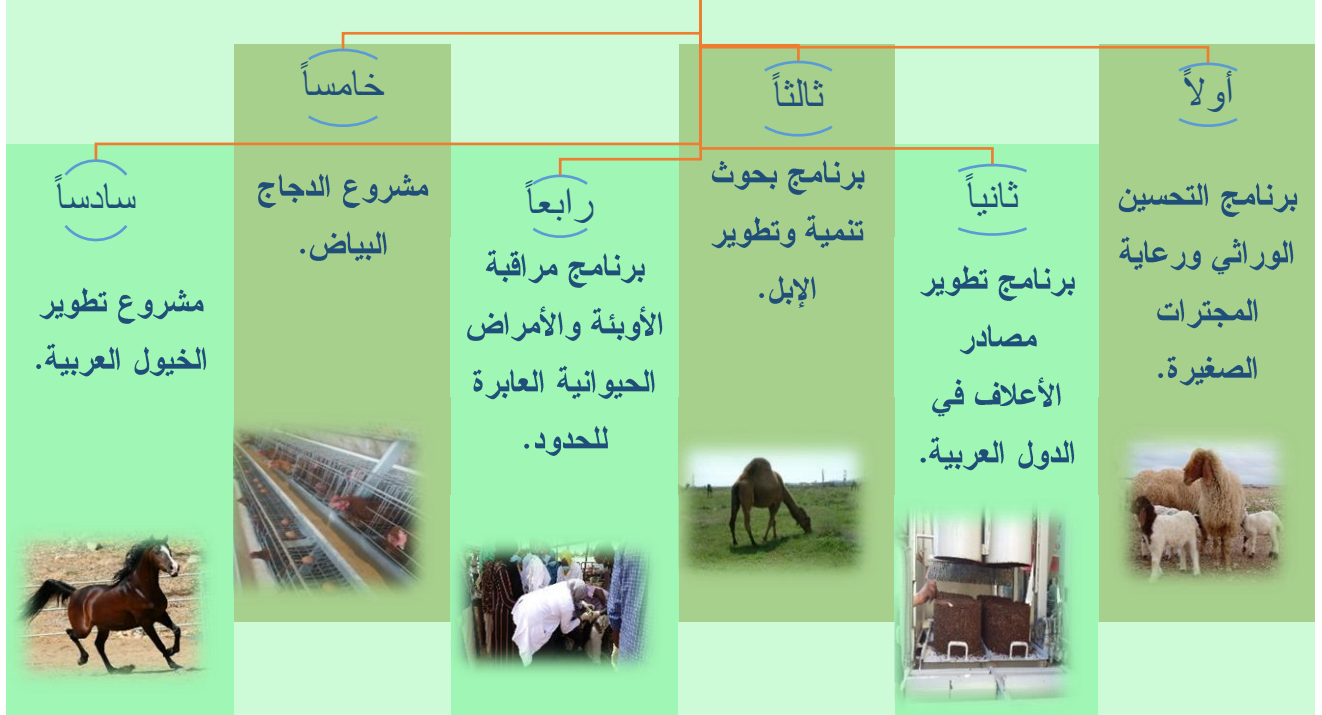 أولاً
برنامج التحسين
الوراثي ورعاية
المجترات
الصغيرة.
ثانياً
برنامج تطوير
مصادر
الأعلاف في
الدول العربية.
ثالثاً
برنامج بحوث
تنمية وتطوير
الإبل.
رابعاً
برنامج مراقبة
الأوبئة والأمراض
الحيوانية العابرة
للحدود.
خامساً
مشروع الدجاج
البياض.
سادساً
مشروع تطوير
الخيول العربية.